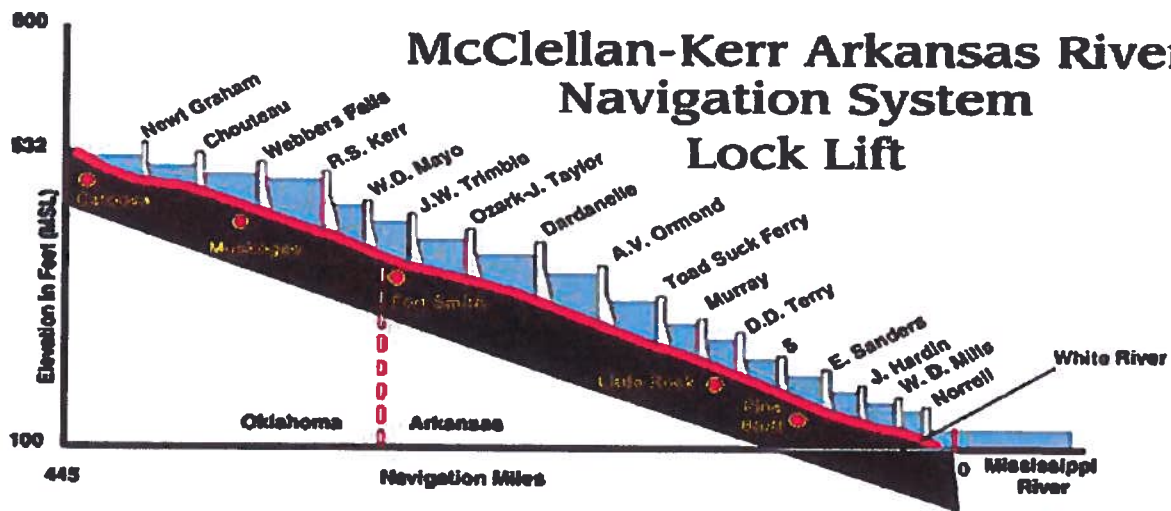 McClellan-Kerr Arkansas River
Navigation System
Lock Lift
600
532
100
Elevation in Feet (MSL)
Newt Graham
Chouteau
Webbers Falls
R.S. Kerr
W.D. Mayo
J.W. Trimble
Ozark-J. Taylor
Dardanelle
A.V. Ormond
Toad Suck Ferry
Murray
D.D. Terry
5
E. Sanders
J. Hardin
W. D. Mills
Norrell
White River
Catoosa
Muskogee
Fort Smith
Little Rock
Pine
Bluff
Oklahoma
Arkansas
445
Navigation Miles
0
Mississippi
River